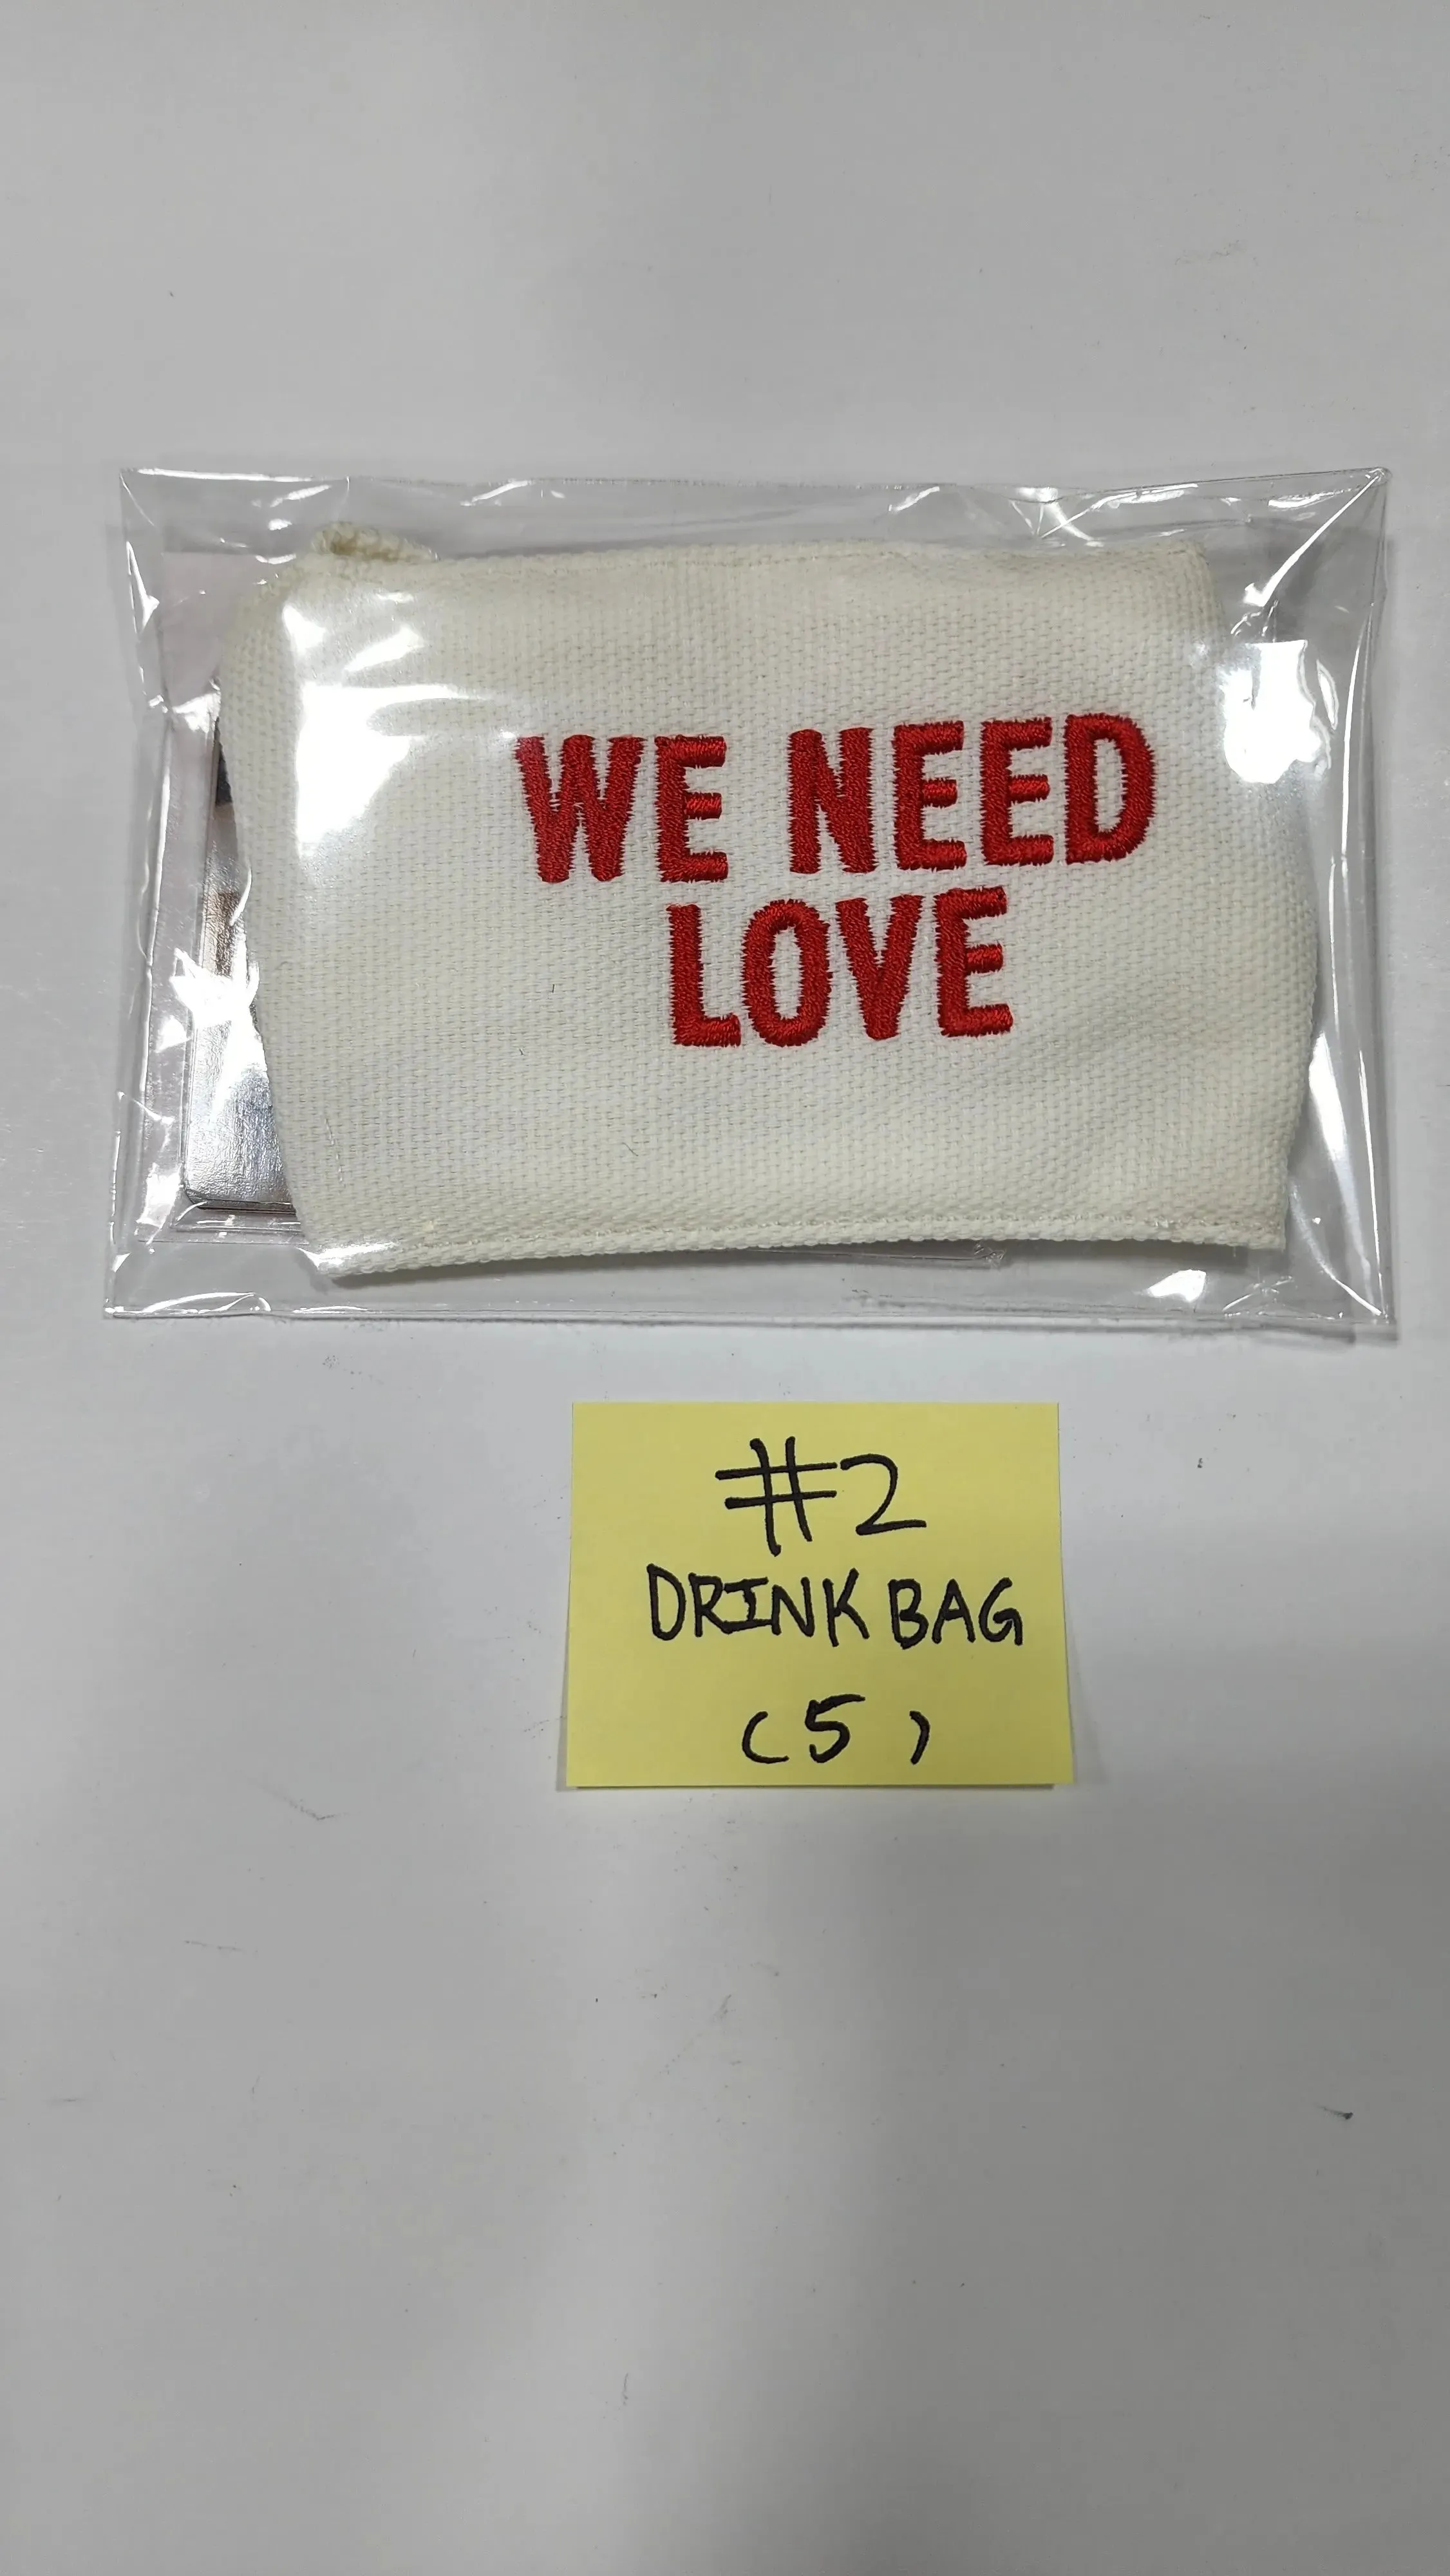 WE NEED
LOVE
#2
DRINK BAG
(5)